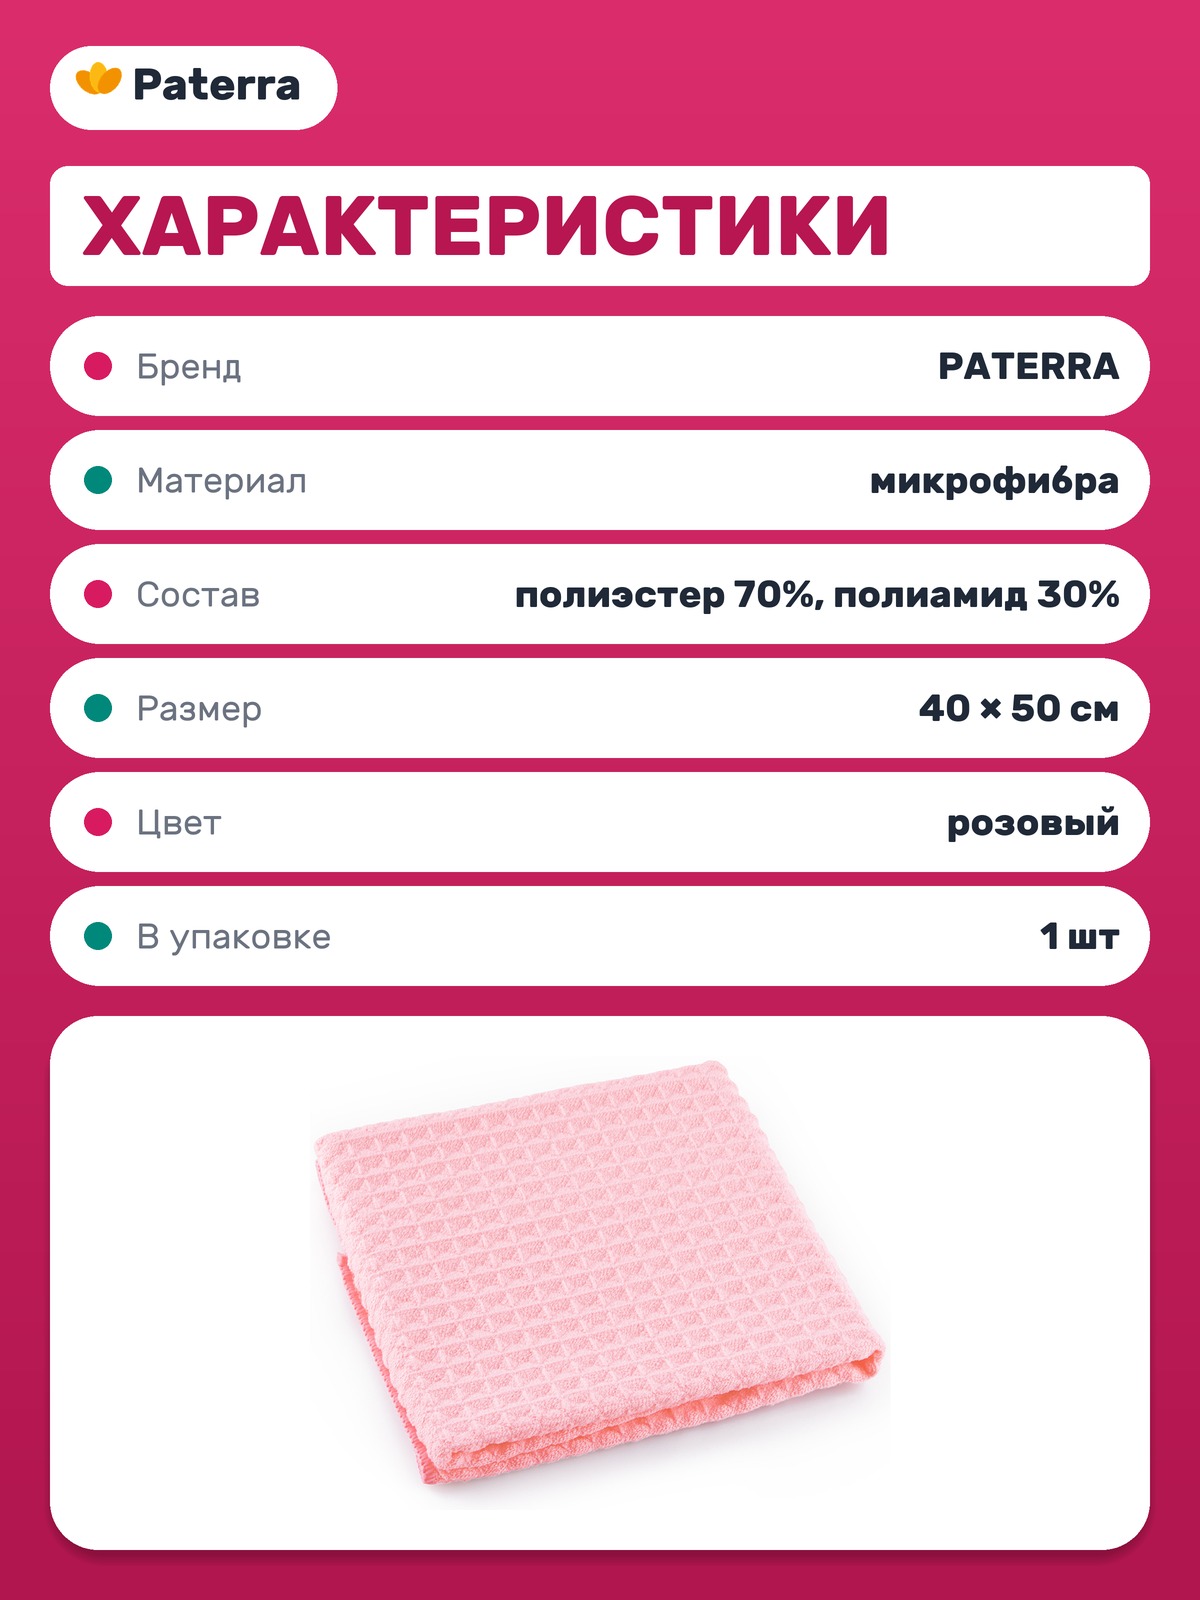 Paterra
ХАРАКТЕРИСТИКИ
Бренд PATERRA
Материал микрофибра
Состав полиэстер 70%, полиамид 30%
Размер 40 × 50 см
Цвет розовый
В упаковке 1 шт